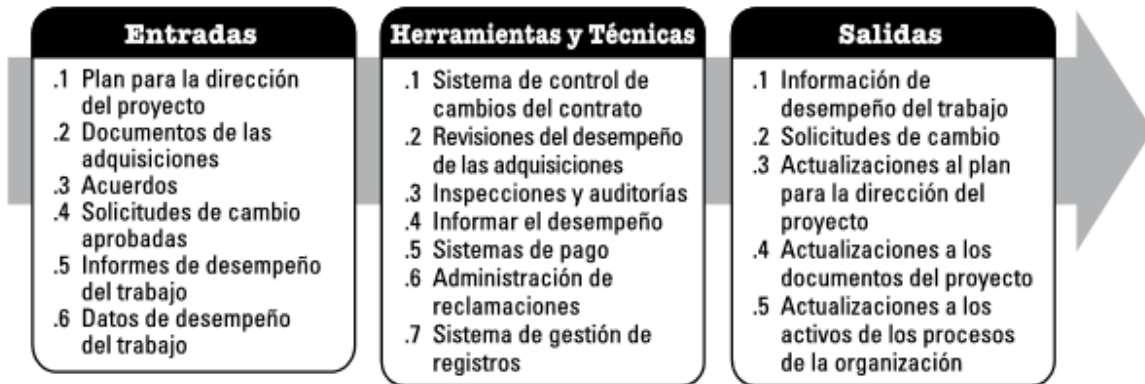 Entradas
.1 Plan para la dirección
del proyecto
.2 Documentos de las
adquisiciones
.3 Acuerdos
.4 Solicitudes de cambio
aprobadas
.5 Informes de desempeño
del trabajo
.6 Datos de desempeño
del trabajo
Herramientas y Técnicas
.1 Sistema de control de
cambios del contrato
.2 Revisiones del desempeño
de las adquisiciones
.3 Inspecciones y auditorías
.4 Informar el desempeño
.5 Sistemas de pago
.6 Administración de
reclamaciones
.7 Sistema de gestión de
registros
Salidas
.1 Información de
desempeño del trabajo
.2 Solicitudes de cambio
.3 Actualizaciones al plan
para la dirección del
proyecto
.4 Actualizaciones a los
documentos del proyecto
.5 Actualizaciones a los
activos de los procesos
de la organización